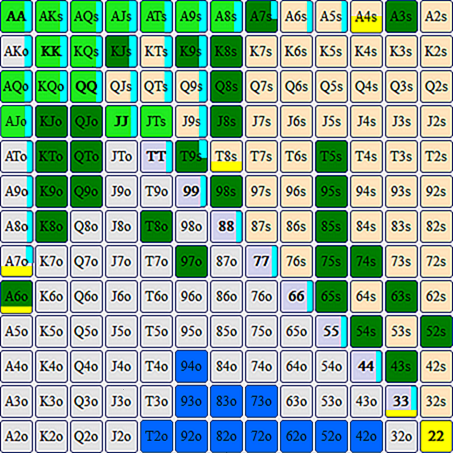 AA AKs AQs AJs ATs A9s A8s A7s A6s A5s A4s A3s A2s
AKo KK KQs KJs KTs K9s K8s K7s K6s K5s K4s K3s K2s
AQo KQo QQ QJs QTs Q9s Q8s Q7s Q6s Q5s Q4s Q3s Q2s
AJo KJo QJo JJ JTs J9s J8s J7s J6s J5s J4s J3s J2s
ATo KTo QTo JTo TT T9s T8s T7s T6s T5s T4s T3s T2s
A9o K9o Q9o J9o T9o 99 98s 97s 96s 95s 94s 93s 92s
A8o K8o Q8o J8o T8o 98o 88 87s 86s 85s 84s 83s 82s
A7o K7o Q7o J7o T7o 97o 87o 77 76s 75s 74s 73s 72s
A6o K6o Q6o J6o T6o 96o 86o 76o 66 65s 64s 63s 62s
A5o K5o Q5o J5o T5o 95o 85o 75o 65o 55 54s 53s 52s
A4o K4o Q4o J4o T4o 94o 84o 74o 64o 54o 44 43s 42s
A3o K3o Q3o J3o T3o 93o 83o 73o 63o 53o 43o 33 32s
A2o K2o Q2o J2o T2o 92o 82o 72o 62o 52o 42o 32o 22